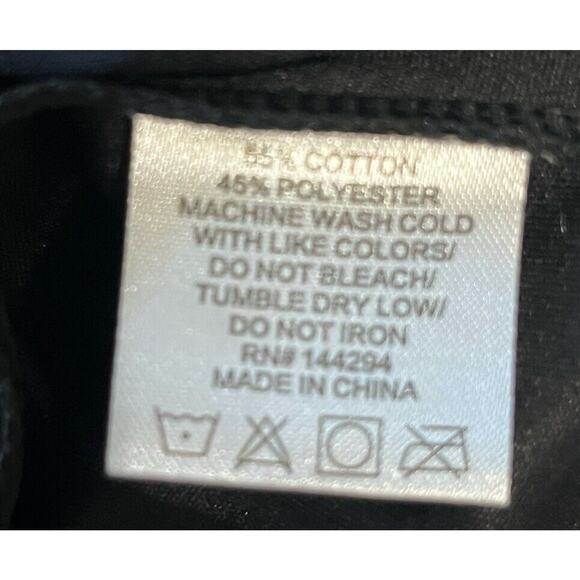 55% COTTON
45% POLYESTER
MACHINE WASH COLD
WITH LIKE COLORS/
DO NOT BLEACH/
TUMBLE DRY LOW/
DO NOT IRON
RN# 144294
MADE IN CHINA